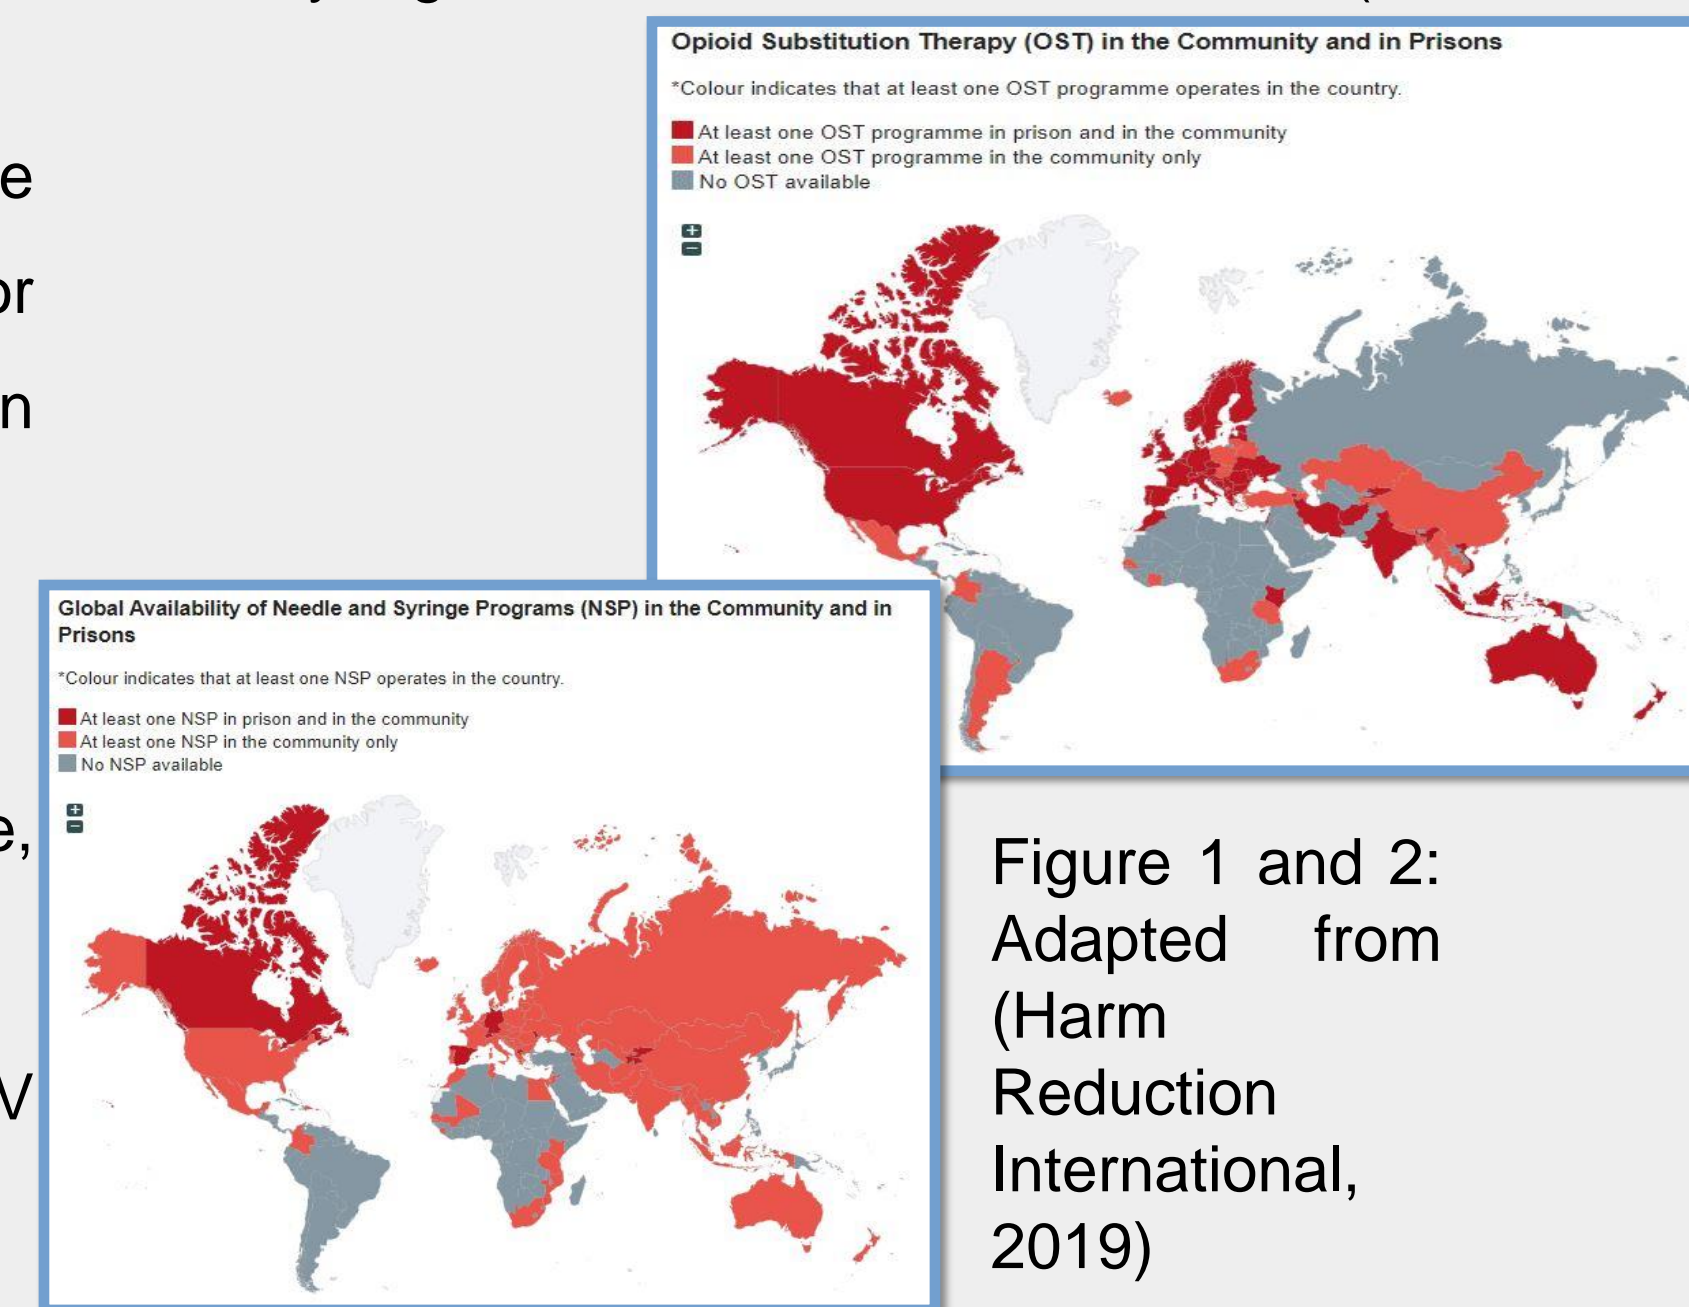 e
or
n
e,
V
Opioid Substitution Therapy (OST) in the Community and in Prisons
*Colour indicates that at least one OST programme operates in the country.
At least one OST programme in prison and in the community
At least one OST programme in the community only
No OST available
+
−
Global Availability of Needle and Syringe Programs (NSP) in the Community and in
Prisons
*Colour indicates that at least one NSP operates in the country.
At least one NSP in prison and in the community
At least one NSP in the community only
No NSP available
+
−
Figure 1 and 2:
Adapted from
(Harm
Reduction
International,
2019)